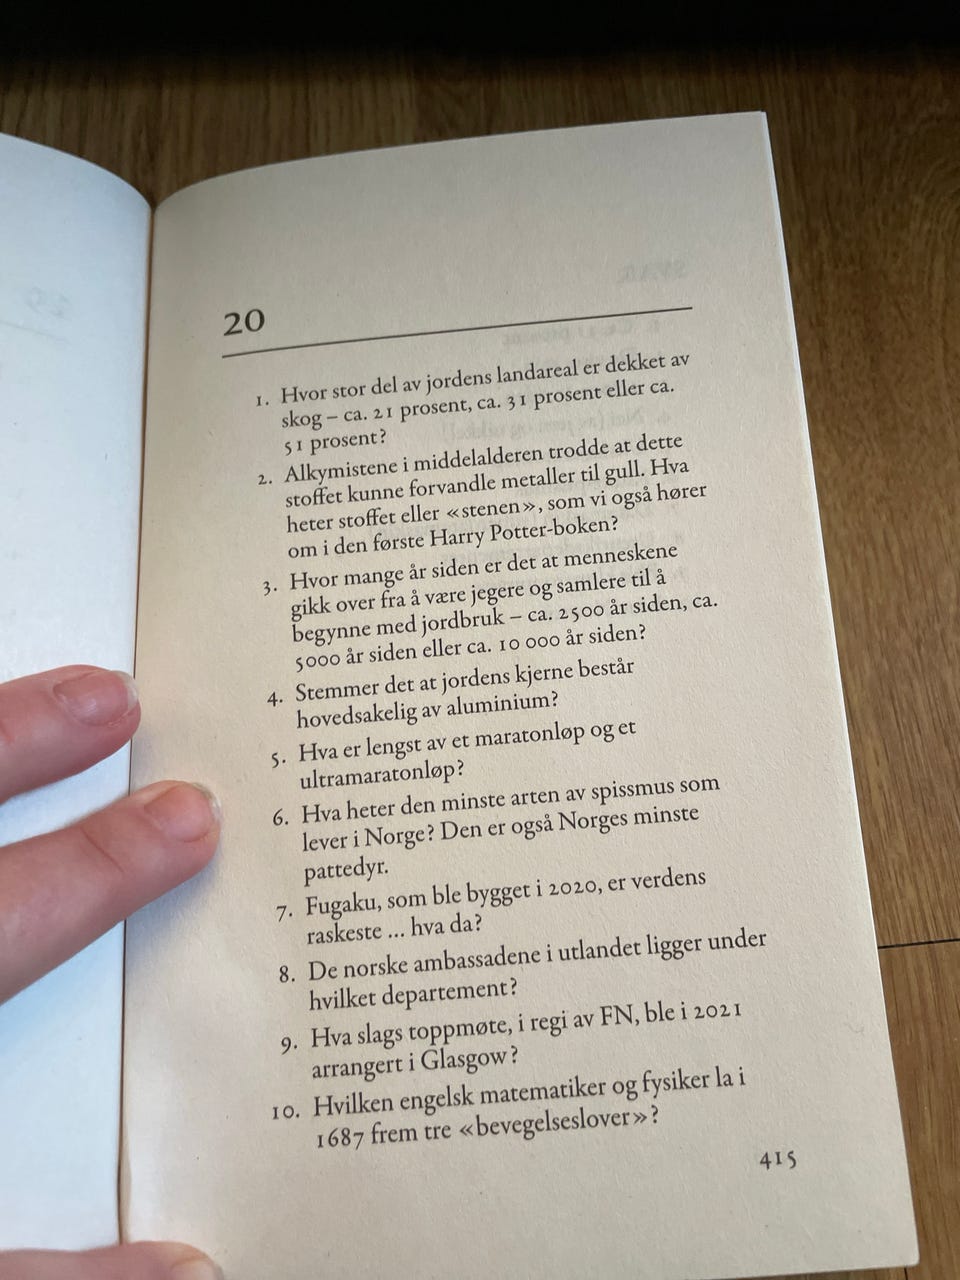 20
1. Hvor stor del av jordens landareal er dekket av
skog – ca. 21 prosent, ca. 31 prosent eller ca.
51 prosent?
2. Alkymistene i middelalderen trodde at dette
stoffet kunne forvandle metaller til gull. Hva
heter stoffet eller «stenen», som vi også hører
om i den første Harry Potter-boken?
3. Hvor mange år siden er det at menneskene
gikk over fra å være jegere og samlere til å
begynne med jordbruk – ca. 2500 år siden, ca.
5000 år siden eller ca. 10 000 år siden?
4. Stemmer det at jordens kjerne består
hovedsakelig av aluminium?
5. Hva er lengst av et maratonløp og et
ultramaratonløp?
6. Hva heter den minste arten av spissmus som
lever i Norge? Den er også Norges minste
pattedyr.
7. Fugaku, som ble bygget i 2020, er verdens
raskeste ... hva da?
8. De norske ambassadene i utlandet ligger under
hvilket departement?
9. Hva slags toppmøte, i regi av FN, ble i 2021
arrangert i Glasgow?
10. Hvilken engelsk matematiker og fysiker la i
1687 frem tre «bevegelseslover»?
415